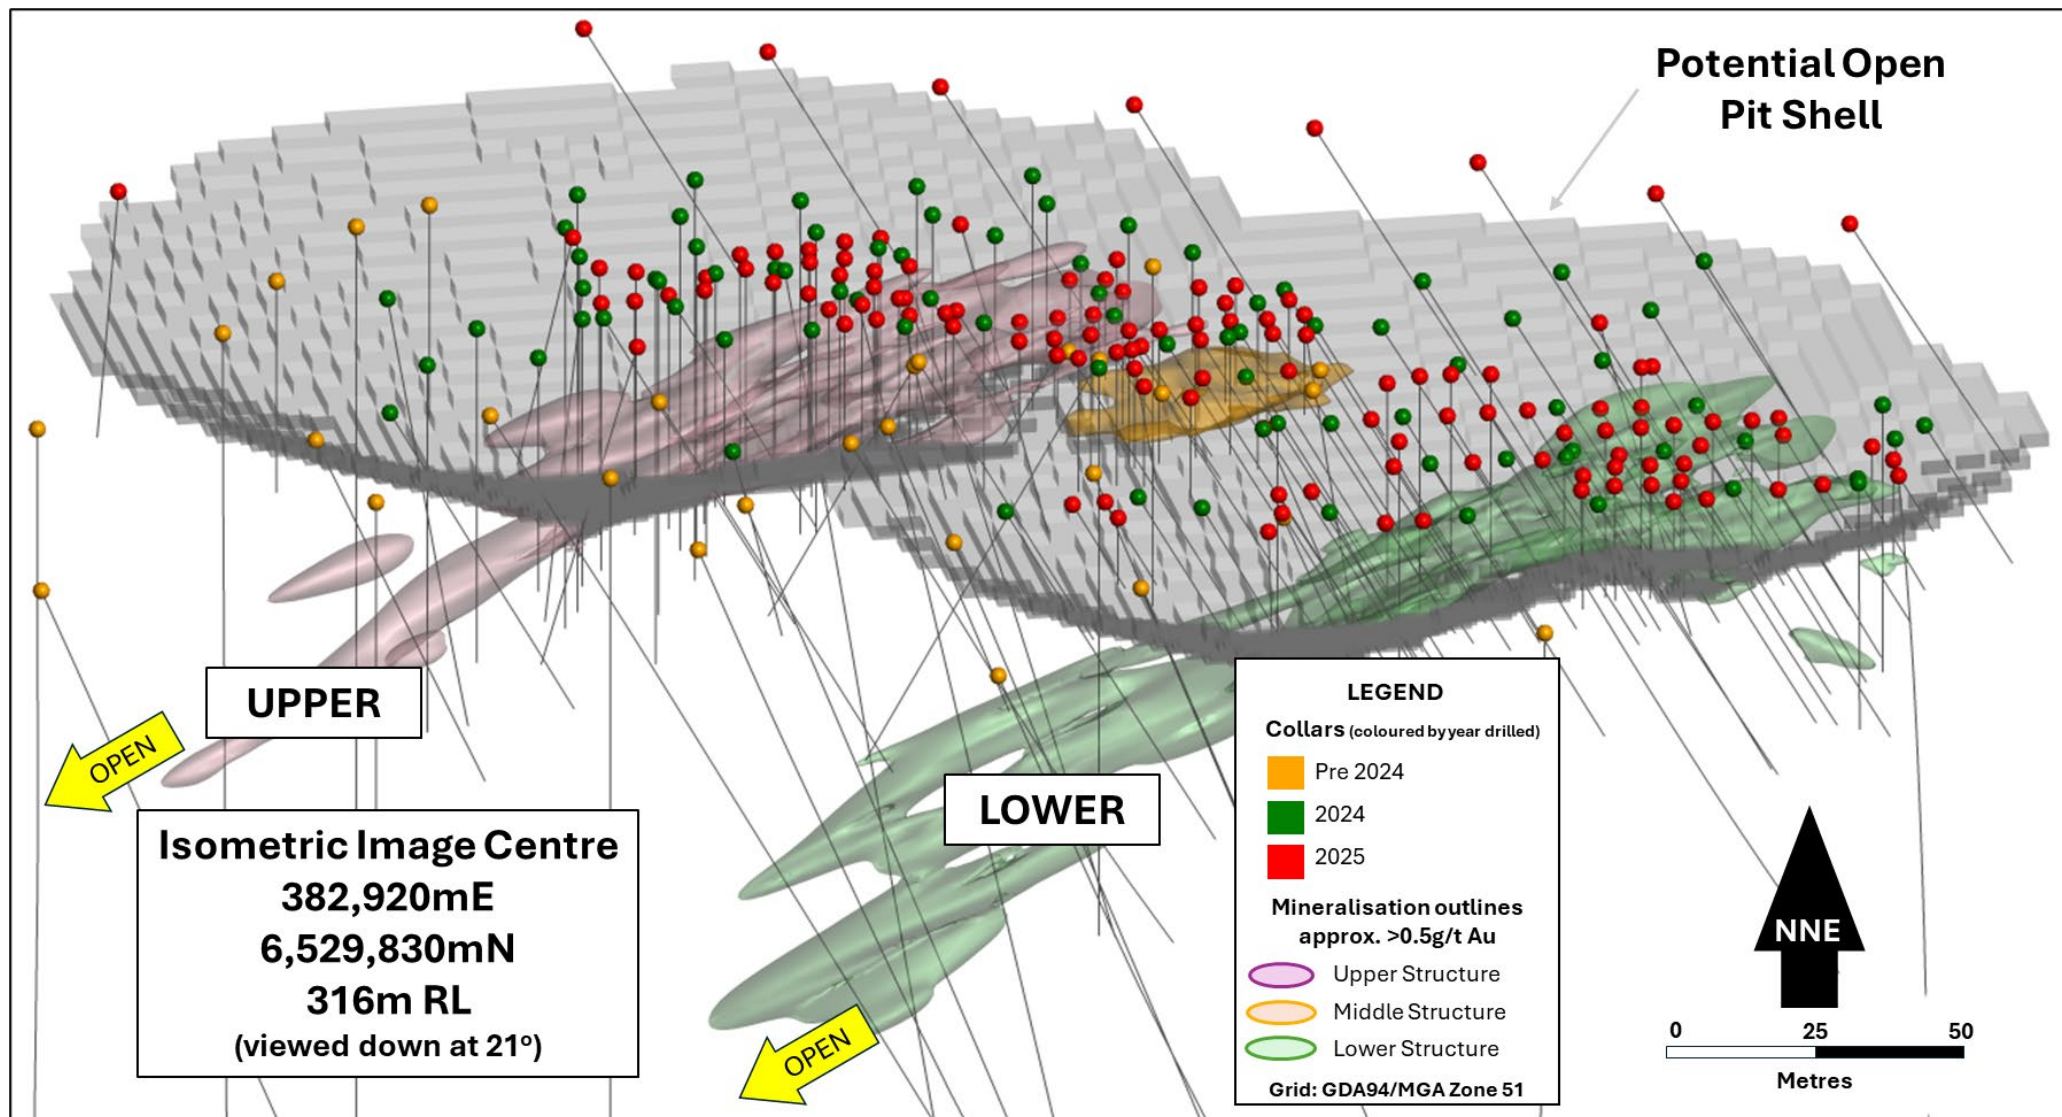 Potential Open
Pit Shell
UPPER
OPEN
LOWER
OPEN
Isometric Image Centre
382,920mE
6,529,830mN
316m RL
(viewed down at 21°)
LEGEND
Collars (coloured by year drilled)
Pre 2024
2024
2025
Mineralisation outlines
approx. >0.5g/t Au
Upper Structure
Middle Structure
Lower Structure
Grid: GDA94/MGA Zone 51
NNE
0 25 50
Metres